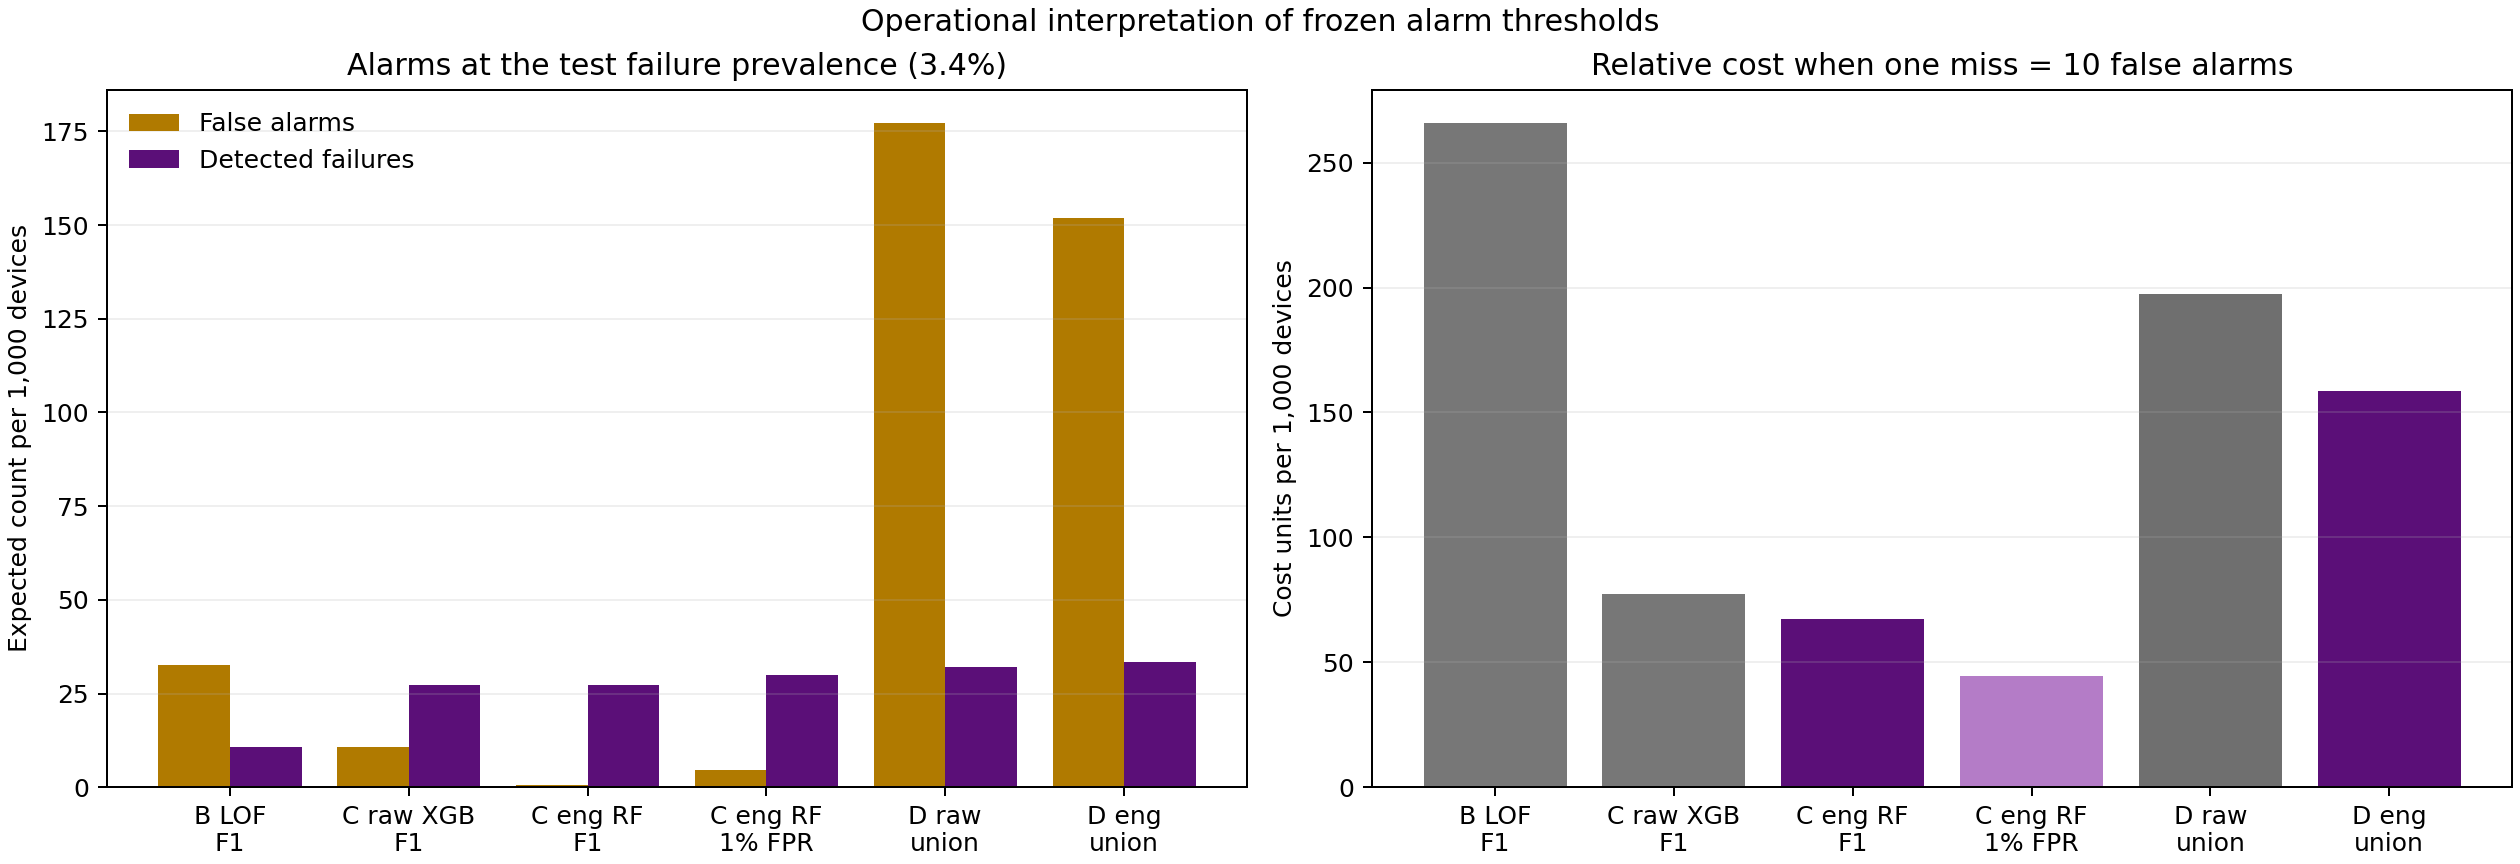 Operational interpretation of frozen alarm thresholds
Alarms at the test failure prevalence (3.4%)
False alarms
Detected failures
Expected count per 1,000 devices
175
150
125
100
75
50
25
0
B LOF
F1
C raw XGB
F1
C eng RF
F1
C eng RF
1% FPR
D raw
union
D eng
union
Relative cost when one miss = 10 false alarms
Cost units per 1,000 devices
250
200
150
100
50
0
B LOF
F1
C raw XGB
F1
C eng RF
F1
C eng RF
1% FPR
D raw
union
D eng
union